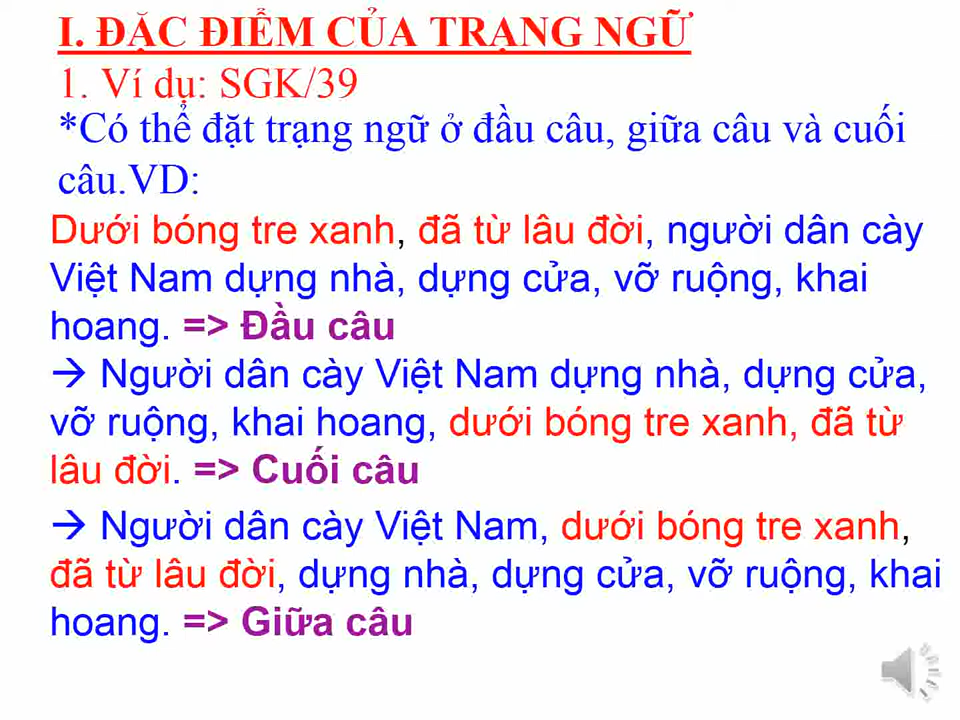 I. ĐẶC ĐIỂM CỦA TRẠNG NGỮ
1. Ví dụ: SGK/39
*Có thể đặt trạng ngữ ở đầu câu, giữa câu và cuối
câu.VD:
Dưới bóng tre xanh, đã từ lâu đời, người dân cày
Việt Nam dựng nhà, dựng cửa, vỡ ruộng, khai
hoang. => Đầu câu
→ Người dân cày Việt Nam dựng nhà, dựng cửa,
vỡ ruộng, khai hoang, dưới bóng tre xanh, đã từ
lâu đời. => Cuối câu
→ Người dân cày Việt Nam, dưới bóng tre xanh,
đã từ lâu đời, dựng nhà, dựng cửa, vỡ ruộng, khai
hoang. => Giữa câu